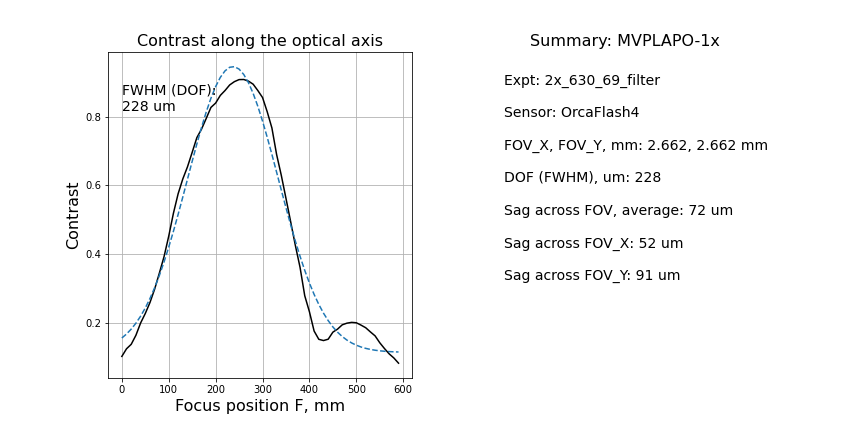 Contrast along the optical axis
FWHM (DOF),
228 um
Contrast
0.8
0.6
0.4
0.2
0 100 200 300 400 500 600
Focus position F, mm
Summary: MVPLAPO-1x
Expt: 2x_630_69_filter
Sensor: OrcaFlash4
FOV_X, FOV_Y, mm: 2.662, 2.662 mm
DOF (FWHM), um: 228
Sag across FOV, average: 72 um
Sag across FOV_X: 52 um
Sag across FOV_Y: 91 um